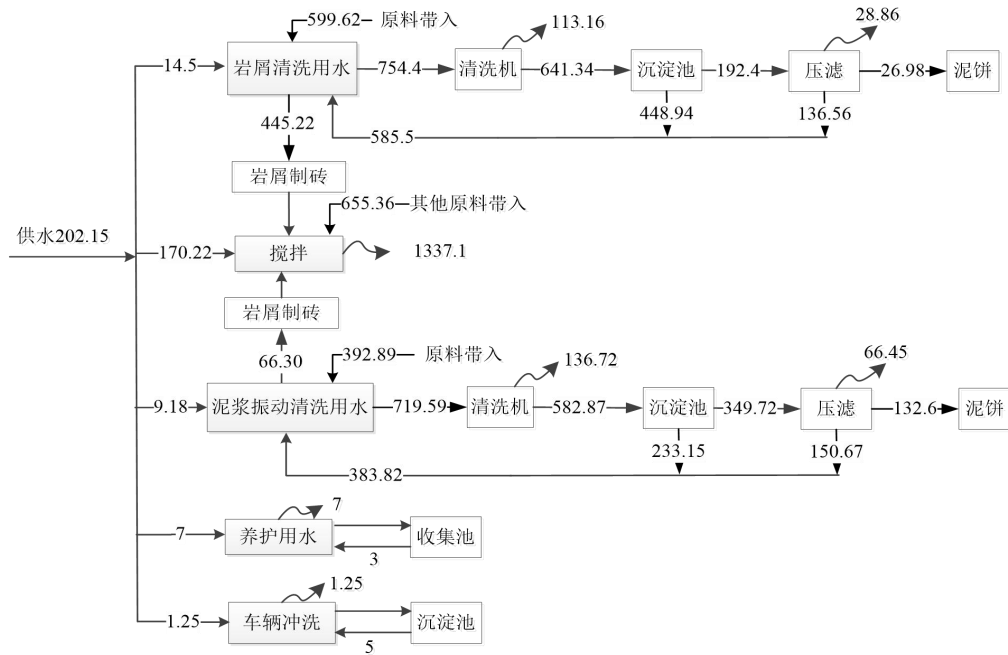 599.62 原料带入
113.16
28.86
14.5
岩屑清洗用水
754.4
清洗机
641.34
沉淀池
192.4
压滤
26.98
泥饼
445.22
448.94
136.56
585.5
岩屑制砖
655.36 其他原料带入
供水202.15
170.22
搅拌
1337.1
岩屑制砖
66.30
392.89 原料带入
136.72
66.45
9.18
泥浆振动清洗用水
719.59
清洗机
582.87
沉淀池
349.72
压滤
132.6
泥饼
233.15
150.67
383.82
7
7
养护用水
收集池
3
1.25
1.25
车辆冲洗
沉淀池
5